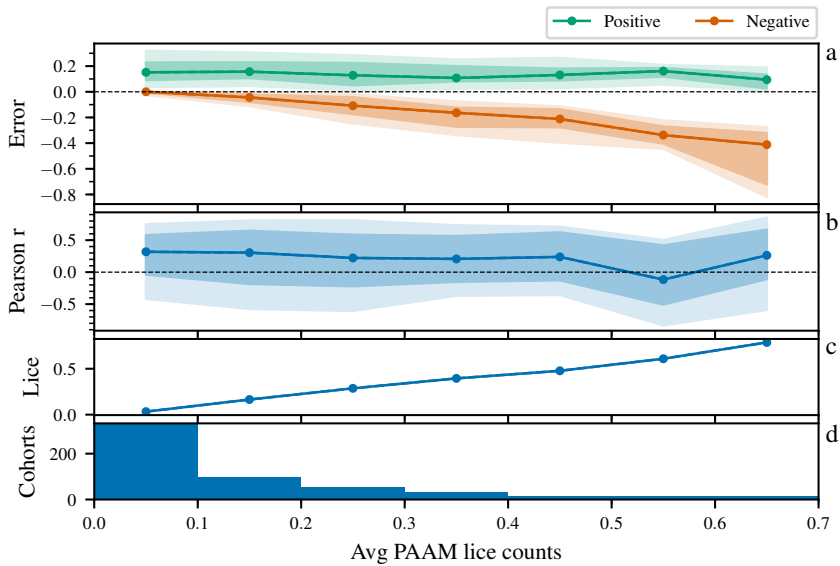 Positive Negative
a
0.2
0.0
−0.2
−0.4
−0.6
−0.8
Error
b
0.5
0.0
−0.5
Pearson r
c
0.5
0.0
Lice
d
200
0
Cohorts
0.0 0.1 0.2 0.3 0.4 0.5 0.6 0.7
Avg PAAM lice counts